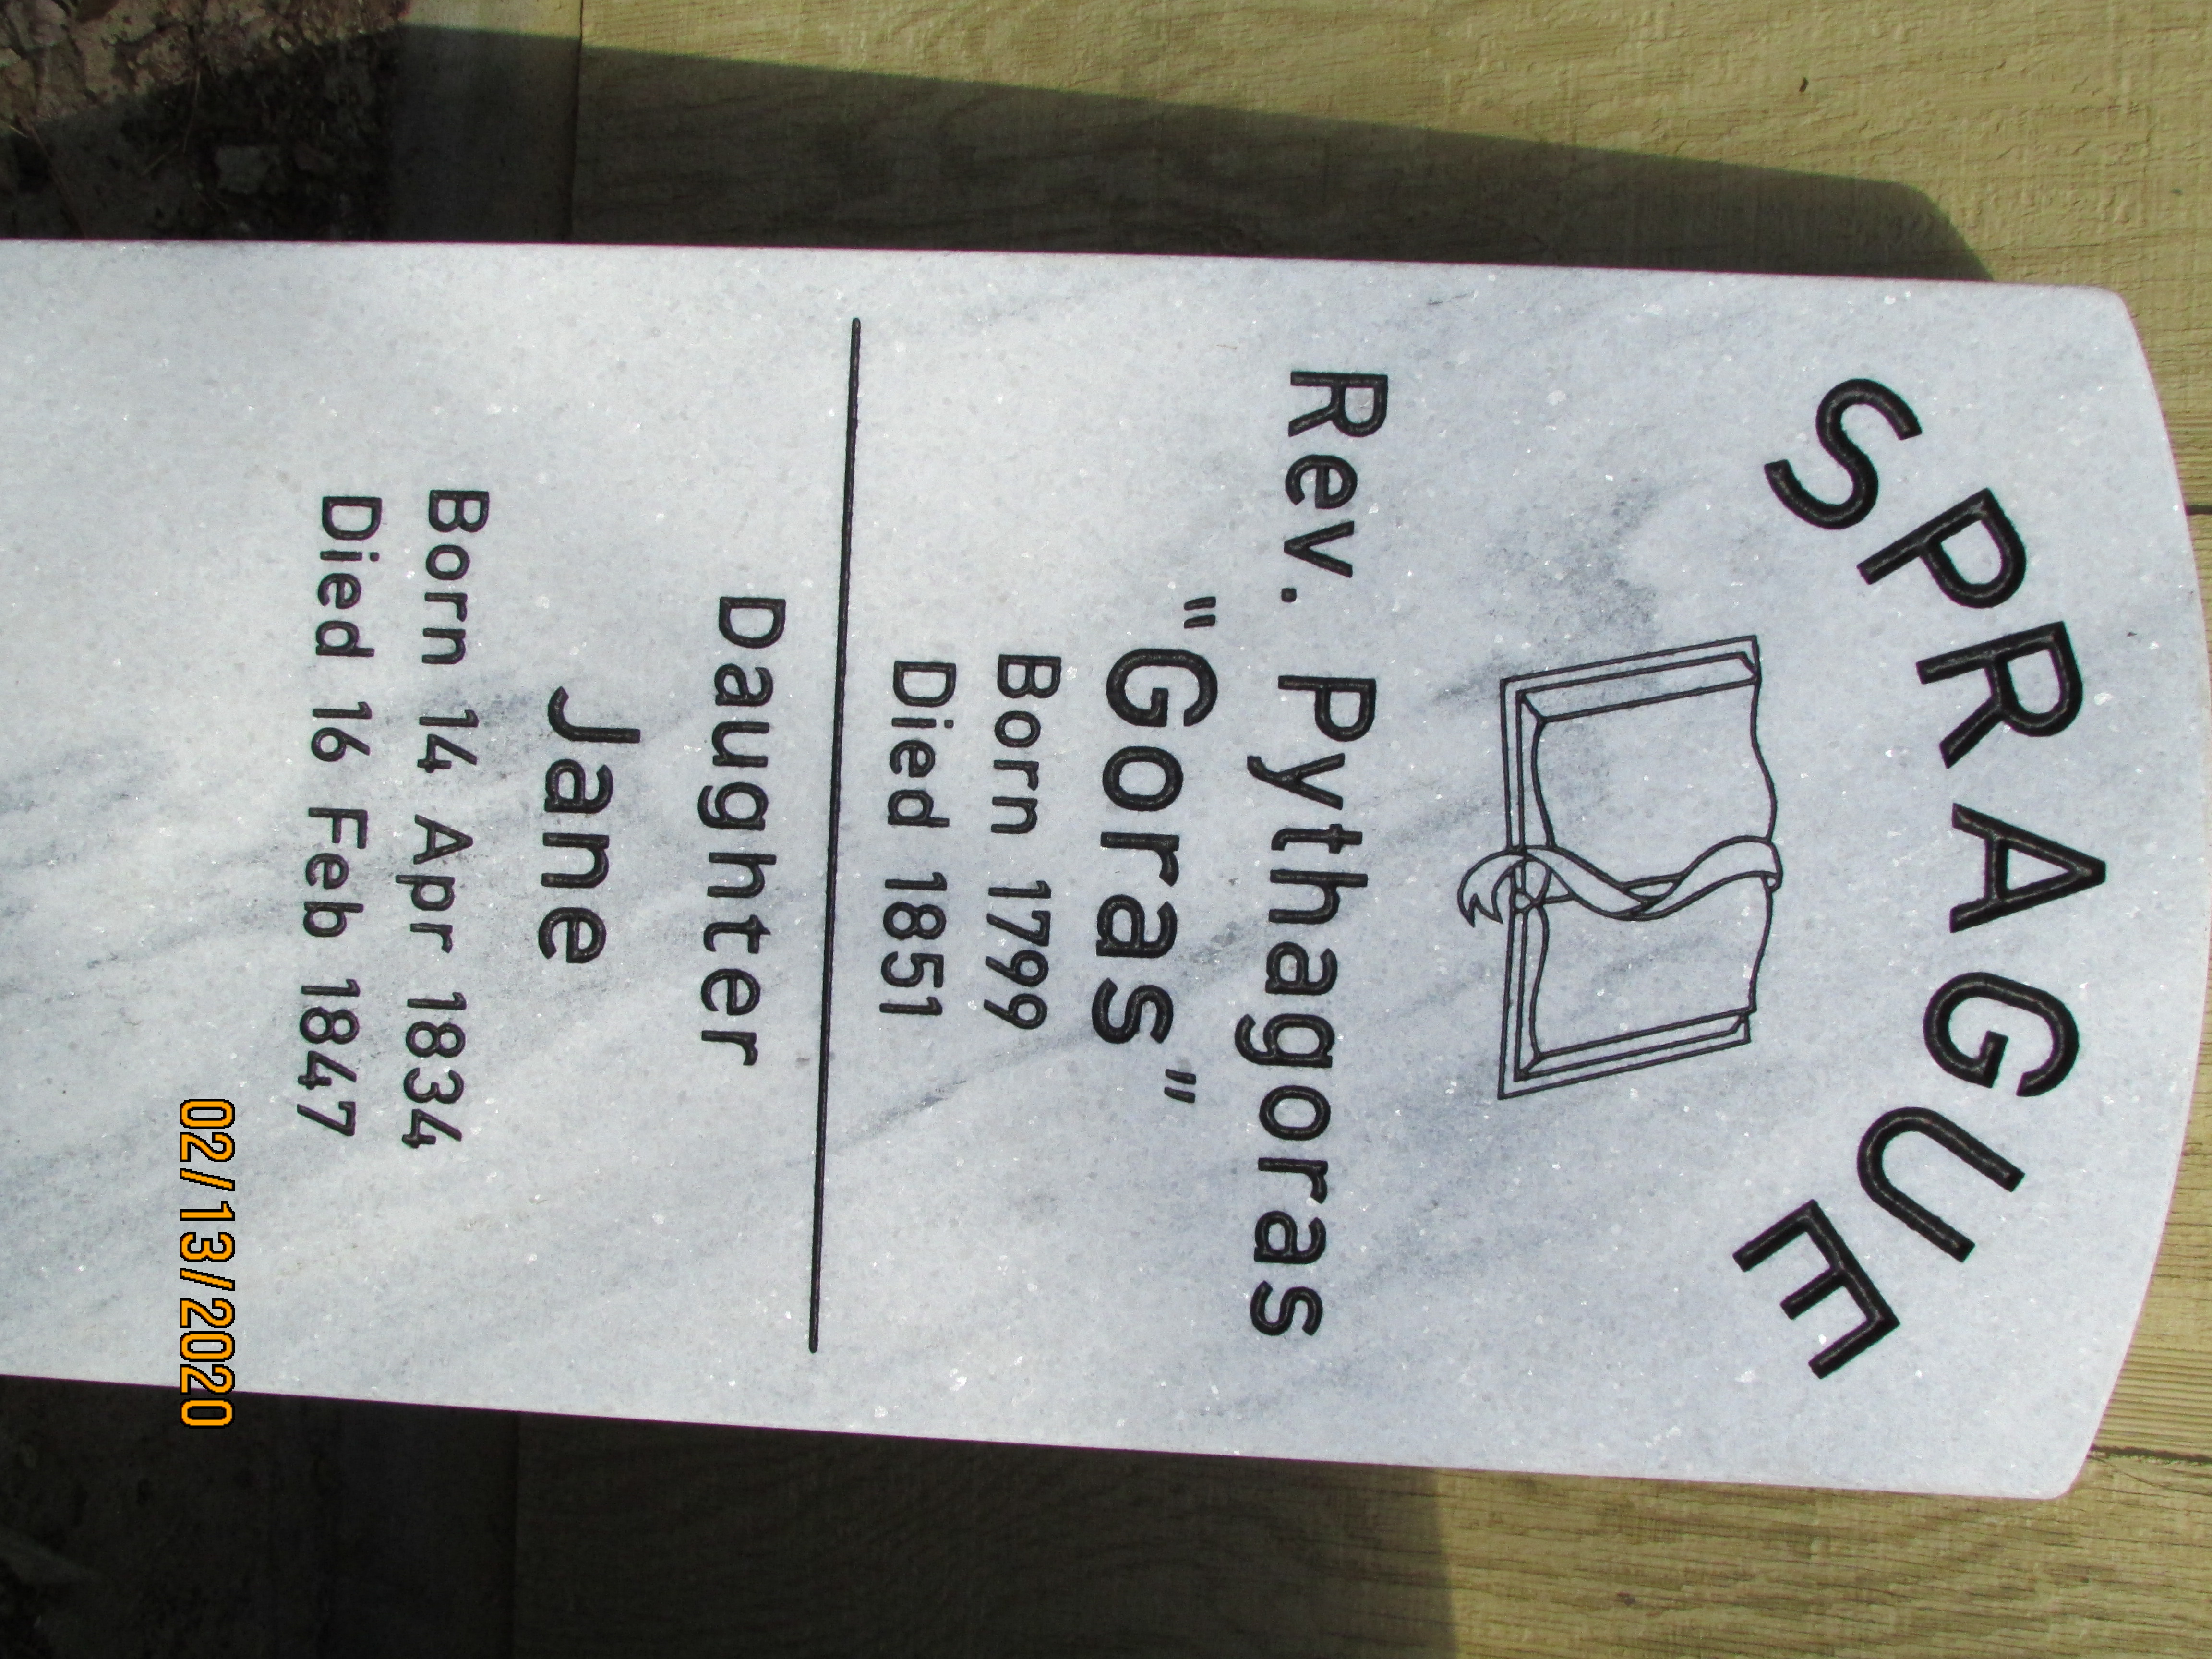 SPRAGUE
Rev. Pythagoras
"Goras"
Born 1799
Died 1851
Daughter
Jane
Born 14 Apr 1834
Died 16 Feb 1847
02/13/2020